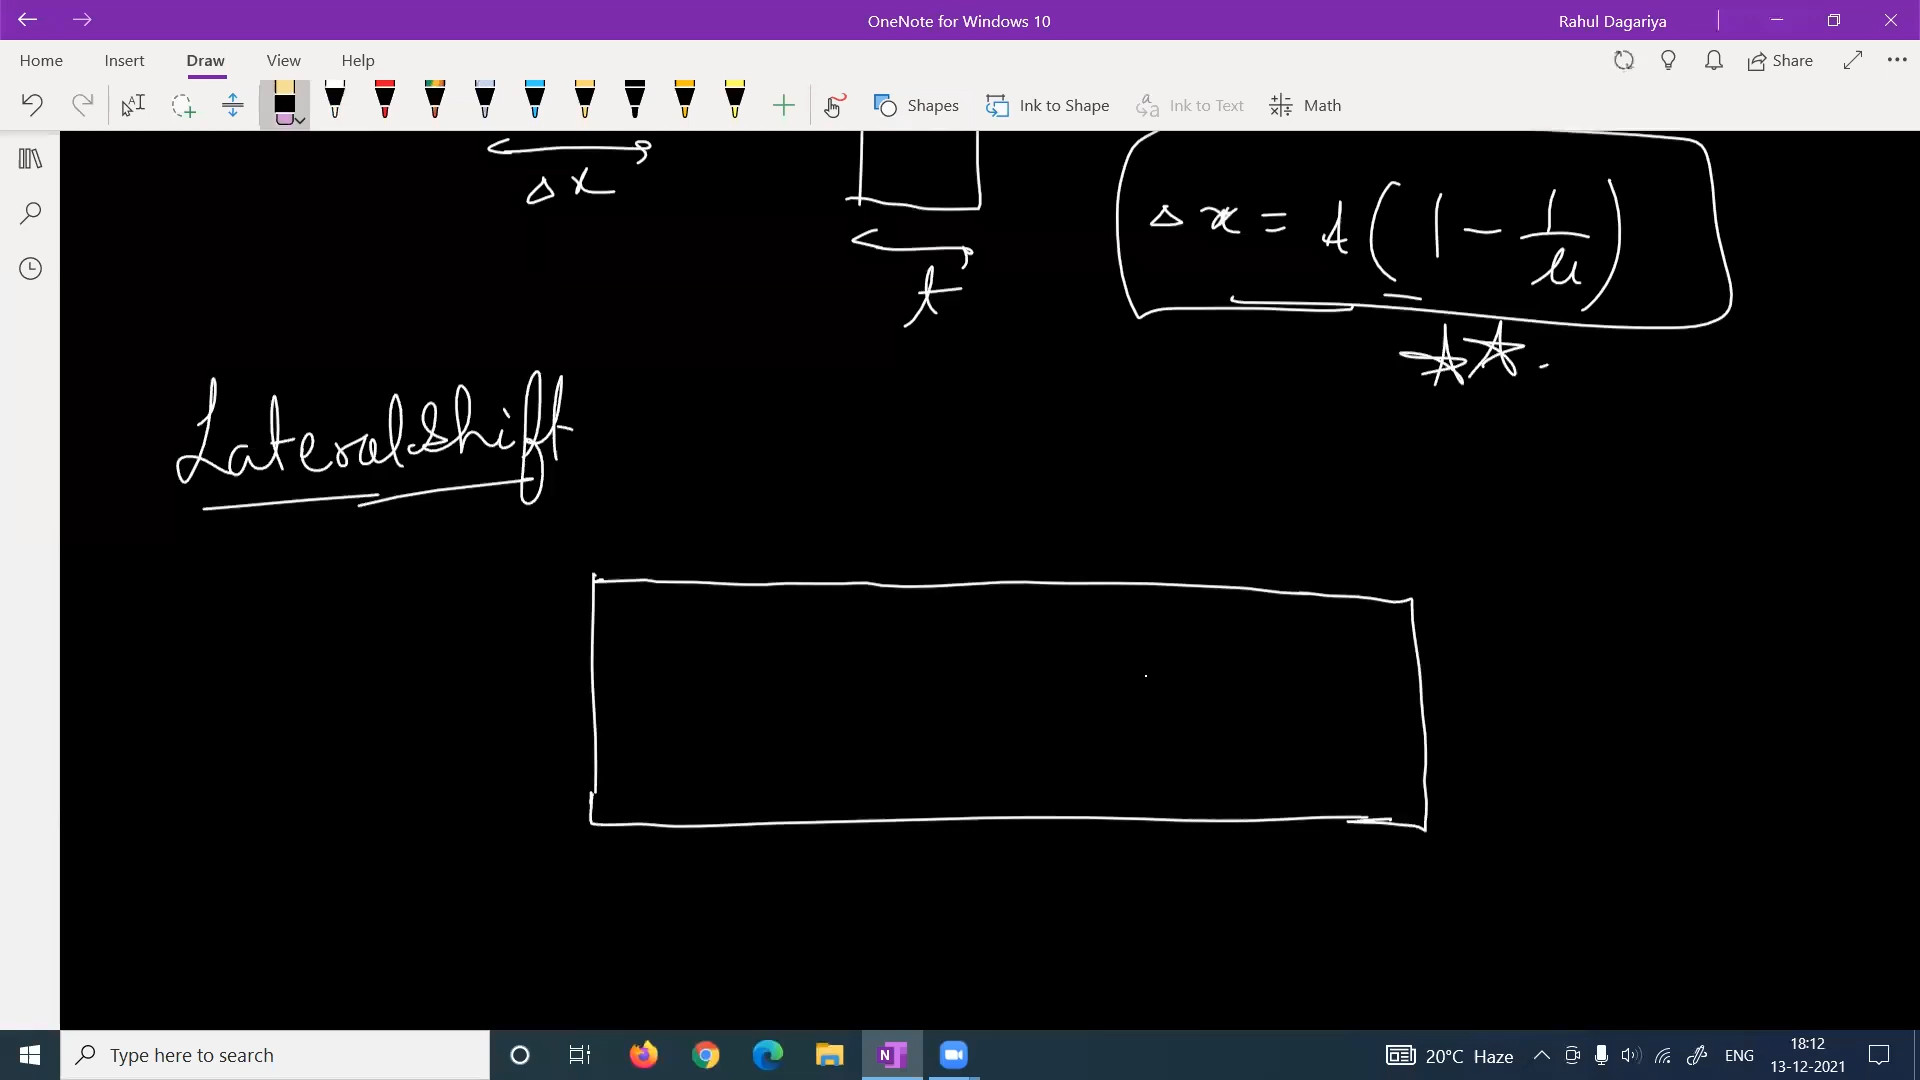 OneNote for Windows 10
Rahul Dagariya
Home Insert Draw View Help
Share
Shapes Ink to Shape Ink to Text Math
Δx
t
Δx = t(1 - 1/μ)
Lateral shift
Type here to search
20°C Haze
ENG
18:12
13-12-2021